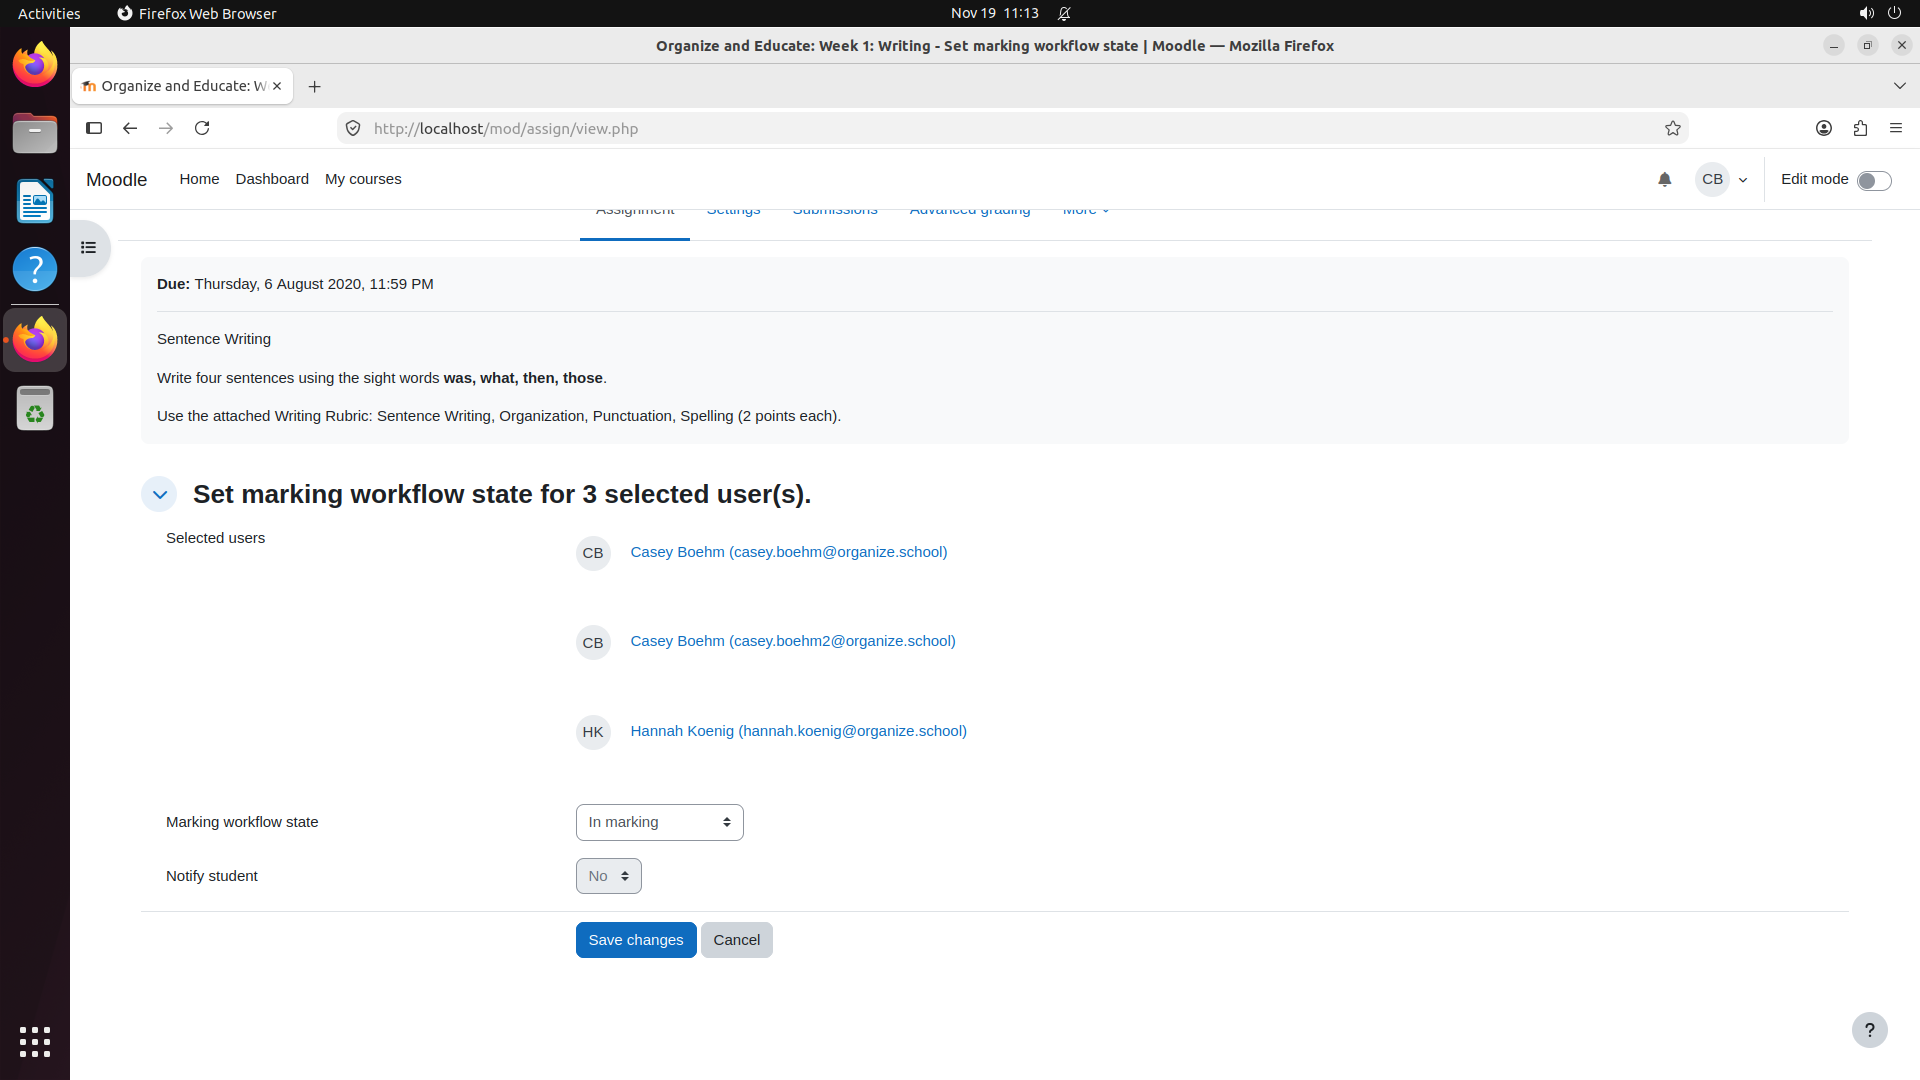 Activities
Firefox Web Browser
Nov 19 11:13
Organize and Educate: Week 1: Writing - Set marking workflow state | Moodle — Mozilla Firefox
Organize and Educate: W
http://localhost/mod/assign/view.php
Moodle
Home
Dashboard
My courses
CB
Edit mode
Assignment
Settings
Submissions
Advanced grading
More
Due: Thursday, 6 August 2020, 11:59 PM
Sentence Writing
Write four sentences using the sight words was, what, then, those.
Use the attached Writing Rubric: Sentence Writing, Organization, Punctuation, Spelling (2 points each).
Set marking workflow state for 3 selected user(s).
Selected users
CB Casey Boehm (casey.boehm@organize.school)
CB Casey Boehm (casey.boehm2@organize.school)
HK Hannah Koenig (hannah.koenig@organize.school)
Marking workflow state
In marking
Notify student
No
Save changes
Cancel
?